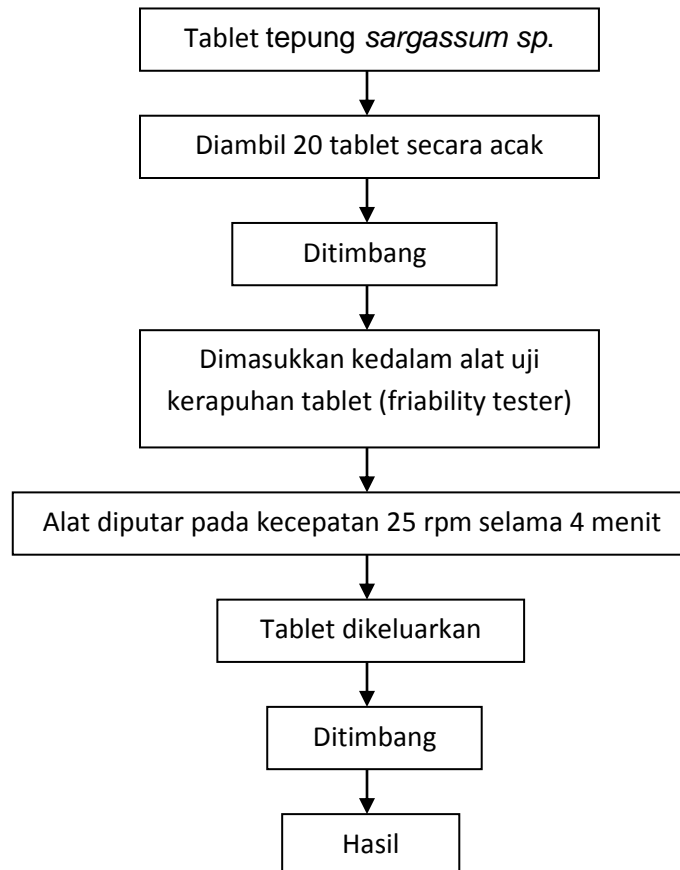 Tablet tepung sargassum sp.
Diambil 20 tablet secara acak
Ditimbang
Dimasukkan kedalam alat uji
kerapuhan tablet (friability tester)
Alat diputar pada kecepatan 25 rpm selama 4 menit
Tablet dikeluarkan
Ditimbang
Hasil